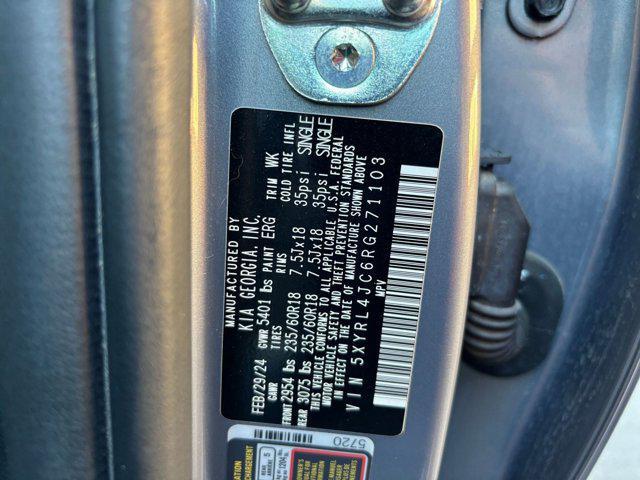 MANUFACTURED BY
KIA GEORGIA, INC.
FEB/29/24 GVWR 5401 lbs PAINT ERG TRIM WK
GAWR TIRES RIMS COLD TIRE INFL
FRONT 2954 lbs 235/60R18 7.5Jx18 35psi SINGLE
REAR 3075 lbs 235/60R18 7.5Jx18 35psi SINGLE
THIS VEHICLE CONFORMS TO ALL APPLICABLE U.S.A. FEDERAL
MOTOR VEHICLE SAFETY AND THEFT PREVENTION STANDARDS
IN EFFECT ON THE DATE OF MANUFACTURE SHOWN ABOVE
VIN 5XYRL4JC6RG271103
MPV
5720